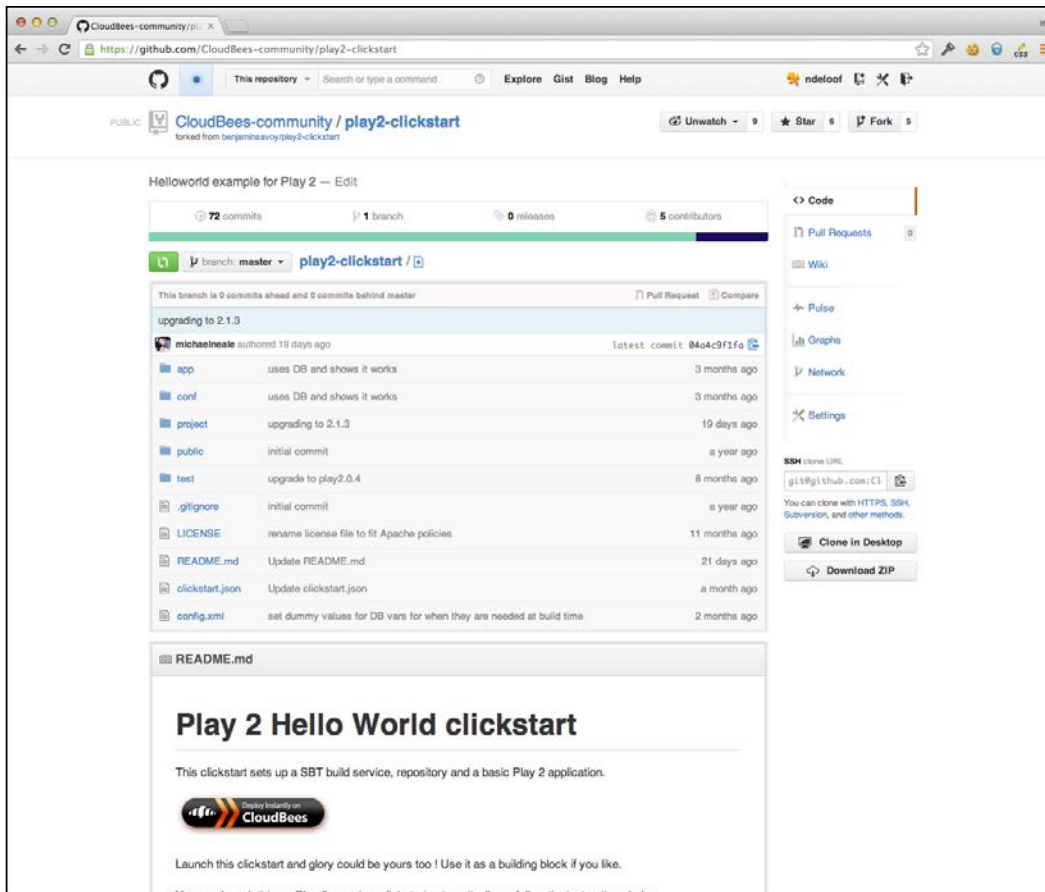 CloudBees-community/pl
https://github.com/CloudBees-community/play2-clickstart
css
This repository Search or type a command Explore Gist Blog Help ndeloof
PUBLIC CloudBees-community / play2-clickstart Unwatch 9 Star 6 Fork 5
forked from benjaminsavoy/play2-clickstart
Helloworld example for Play 2 — Edit
72 commits 1 branch 0 releases 5 contributors
branch: master play2-clickstart /
This branch is 0 commits ahead and 0 commits behind master Pull Request Compare
upgrading to 2.1.3
michaelneale authored 19 days ago latest commit 04a4c9f1fa
app uses DB and shows it works 3 months ago
conf uses DB and shows it works 3 months ago
project upgrading to 2.1.3 19 days ago
public initial commit a year ago
test upgrade to play2.0.4 8 months ago
.gitignore initial commit a year ago
LICENSE rename license file to fit Apache policies 11 months ago
README.md Update README.md 21 days ago
clickstart.json Update clickstart.json a month ago
config.xml set dummy values for DB vars for when they are needed at build time 2 months ago
<> Code
Pull Requests 0
Wiki
Pulse
Graphs
Network
Settings
SSH clone URL
git@github.com:Cl
You can clone with HTTPS, SSH,
Subversion, and other methods.
Clone in Desktop
Download ZIP
README.md
Play 2 Hello World clickstart
This clickstart sets up a SBT build service, repository and a basic Play 2 application.
Deploy Instantly on
CloudBees
Launch this clickstart and glory could be yours too ! Use it as a building block if you like.